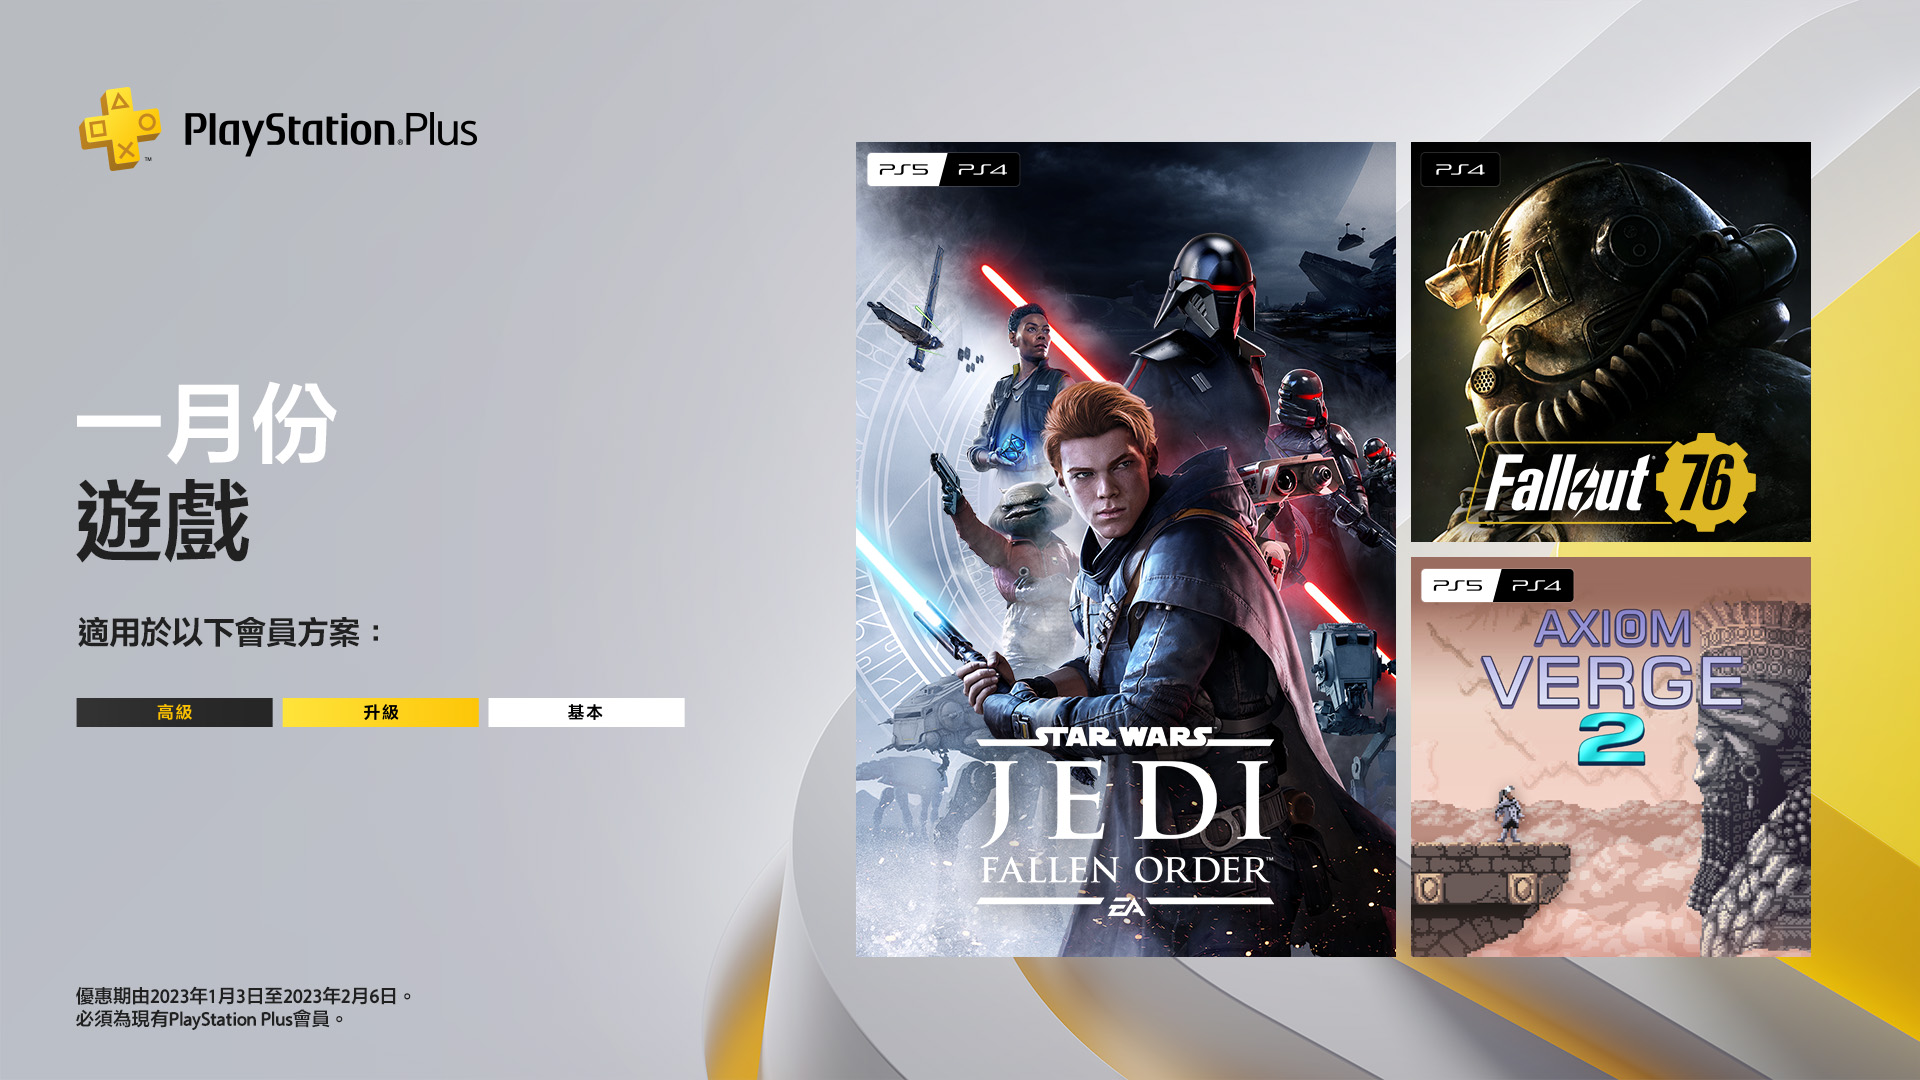 PlayStation®Plus
™
一月份
遊戲
適用於以下會員方案：
高級
升級
基本
優惠期由2023年1月3日至2023年2月6日。
必須為現有PlayStation Plus會員。
PS5 PS4
STAR WARS
JEDI
FALLEN ORDER™
EA
PS4
Fallout 76
PS5 PS4
AXIOM
VERGE
2